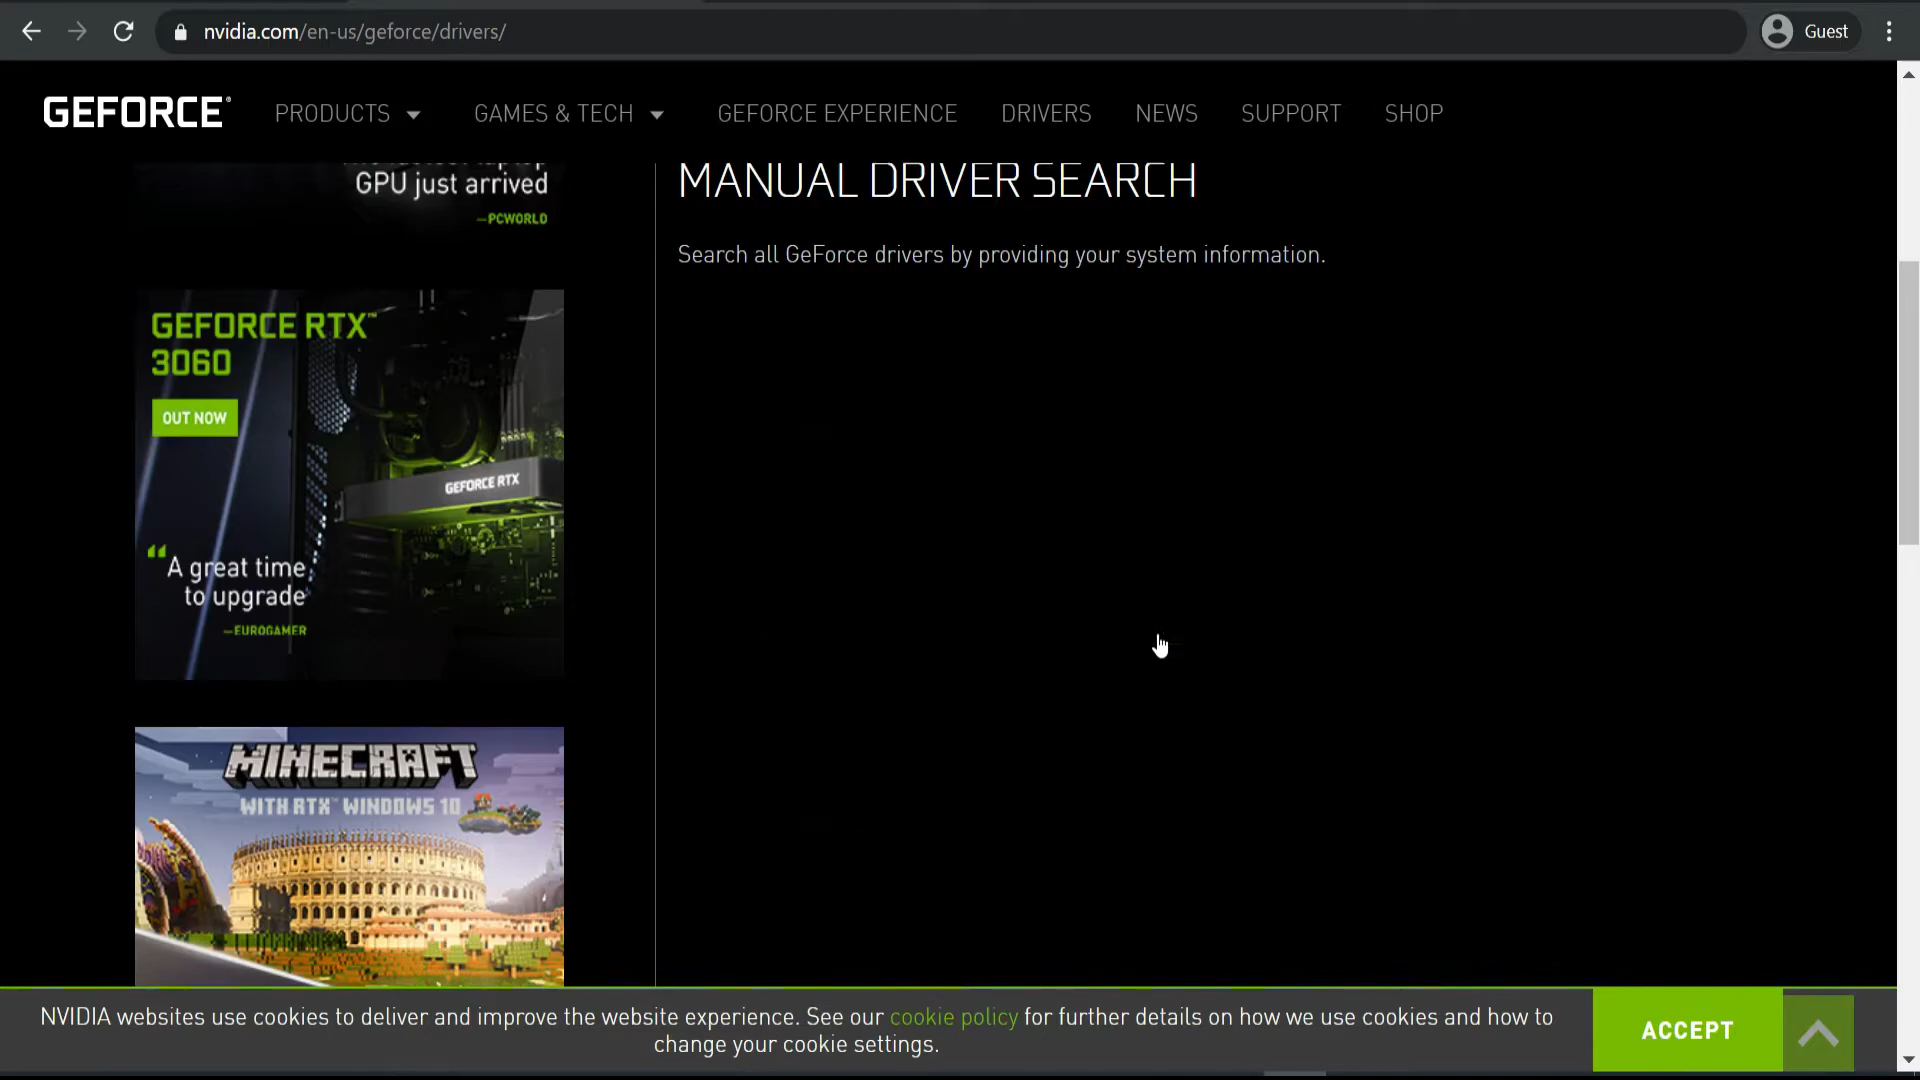 nvidia.com/en-us/geforce/drivers/
Guest
GEFORCE®
PRODUCTS
GAMES & TECH
GEFORCE EXPERIENCE
DRIVERS
NEWS
SUPPORT
SHOP
GPU just arrived
—PCWORLD
GEFORCE RTX™
3060
OUT NOW
GEFORCE RTX
“A great time
to upgrade
—EUROGAMER
MINECRAFT
WITH RTX™ WINDOWS 10
MANUAL DRIVER SEARCH
Search all GeForce drivers by providing your system information.
NVIDIA websites use cookies to deliver and improve the website experience. See our cookie policy for further details on how we use cookies and how to
change your cookie settings.
ACCEPT